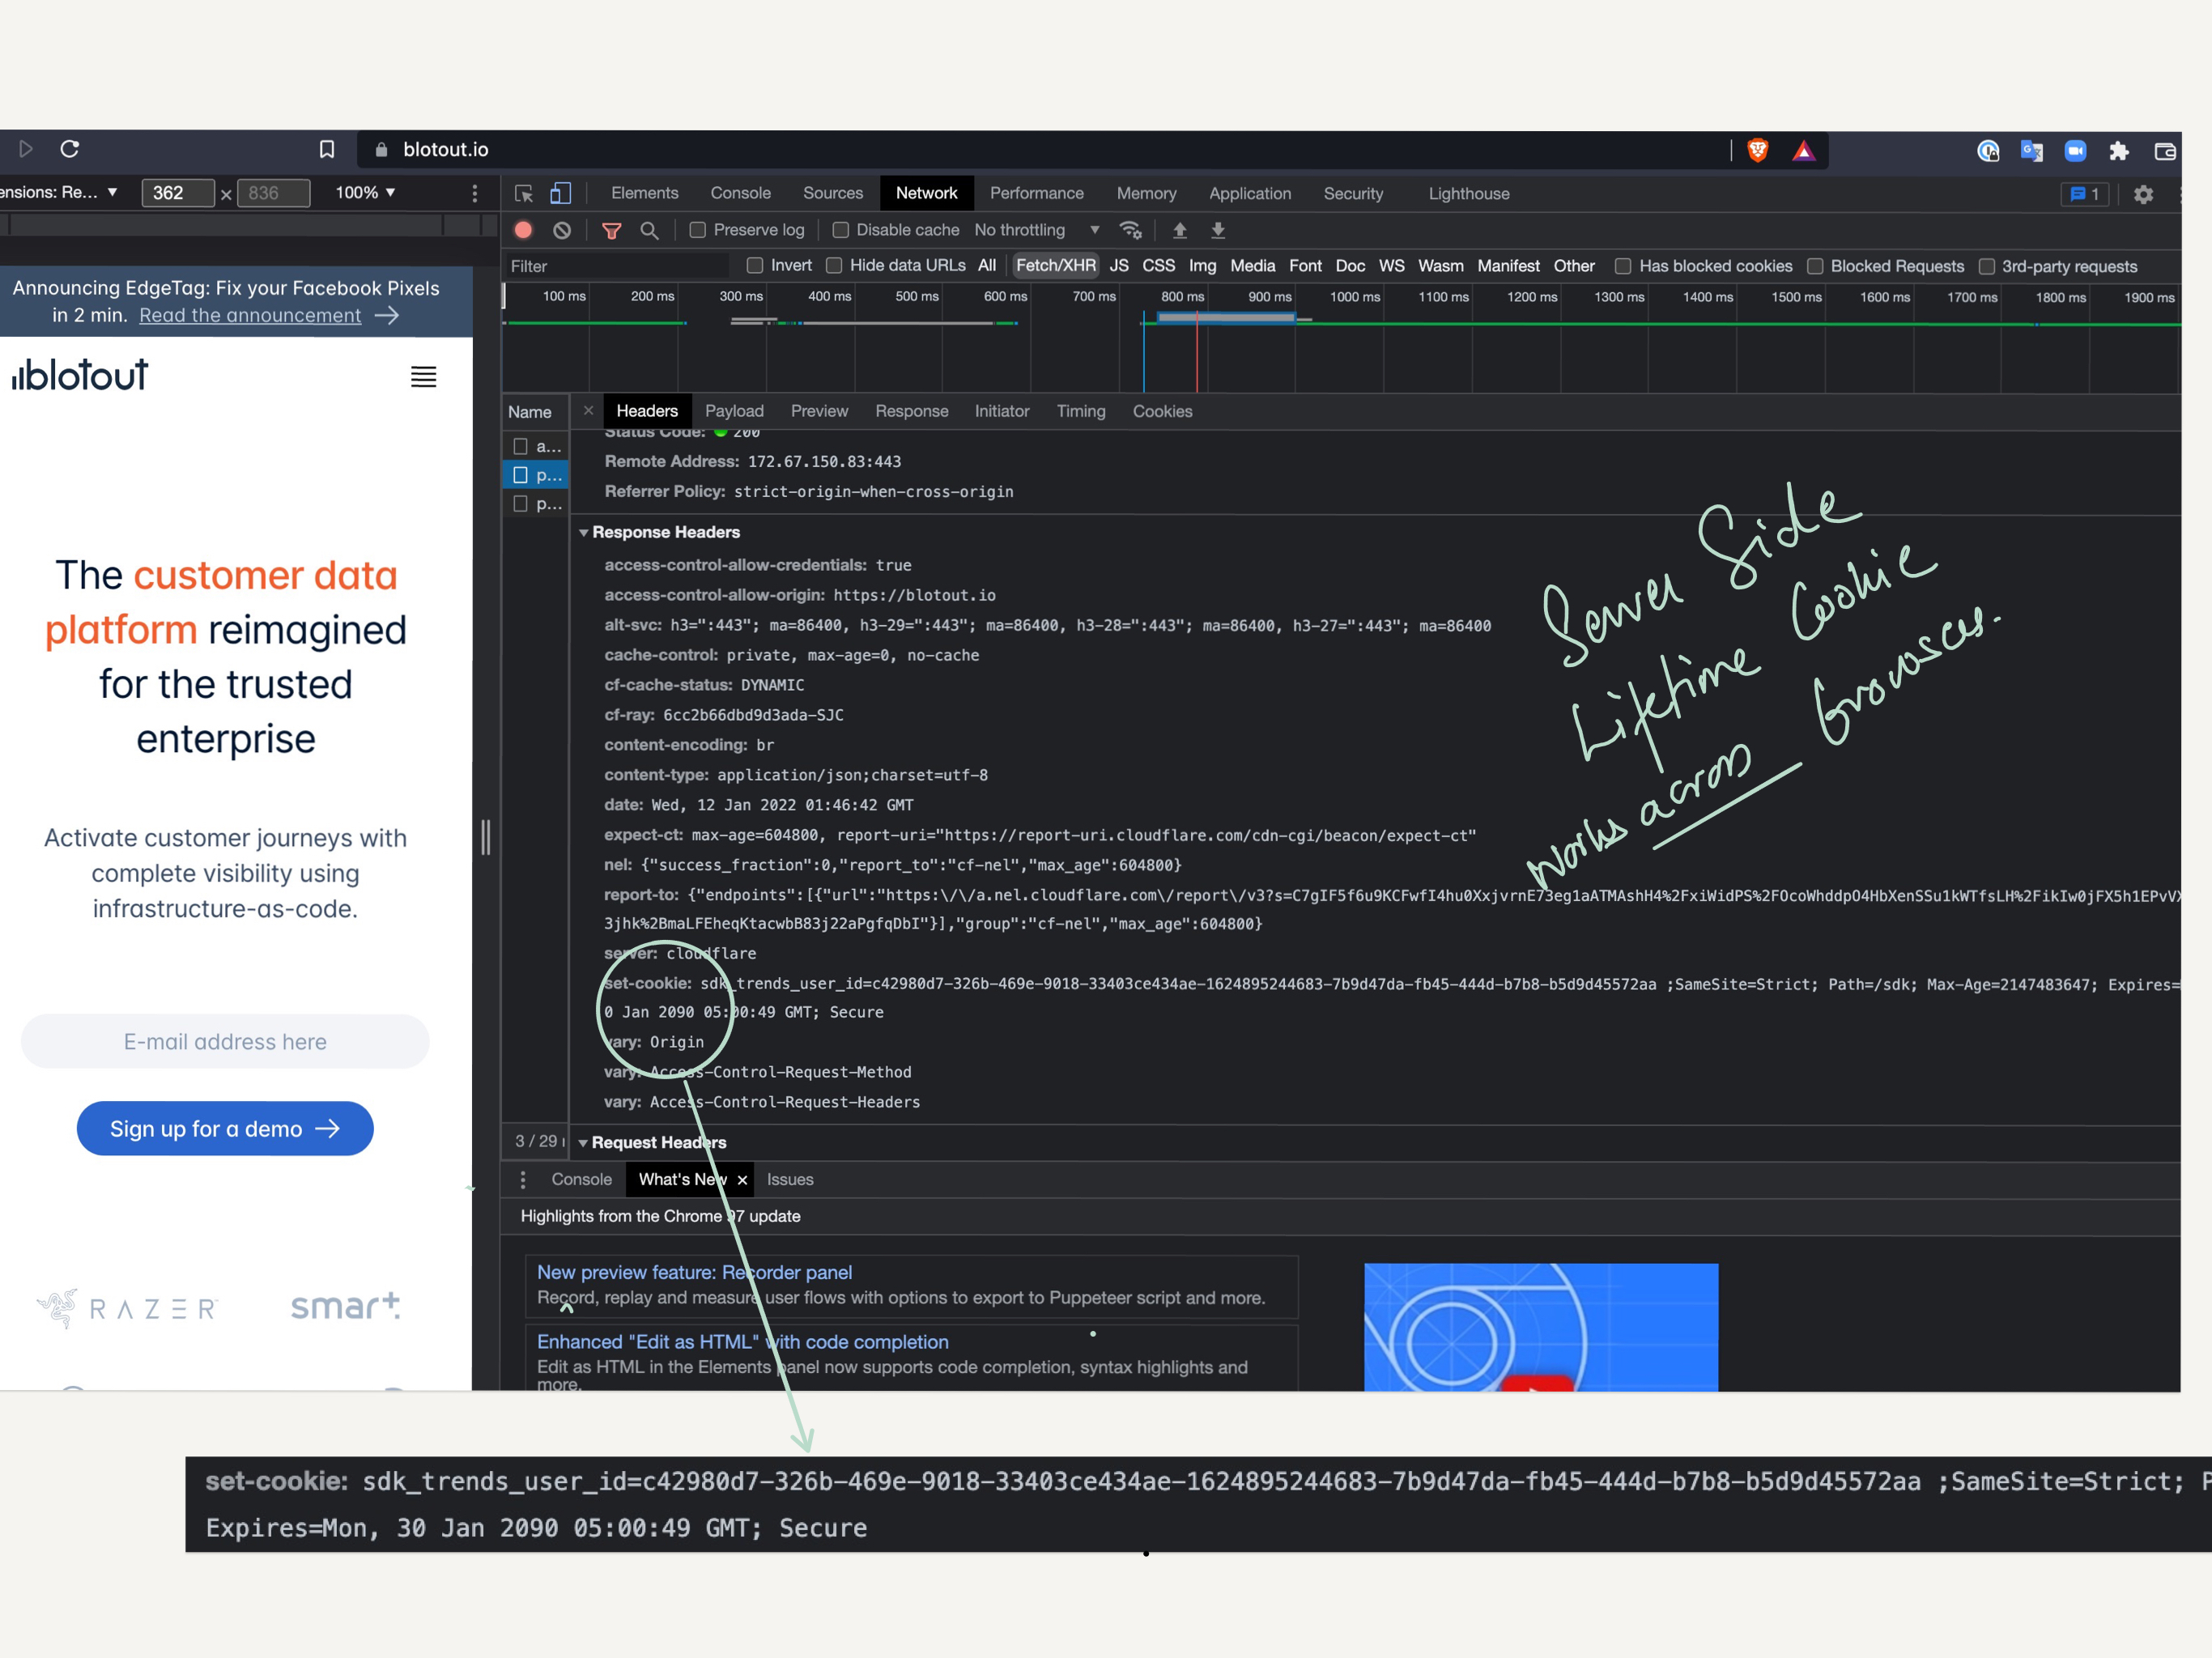 blotout.io
ensions: Re... ▼ 362 × 836 100% ▼
Elements Console Sources Network Performance Memory Application Security Lighthouse 1
Preserve log Disable cache No throttling ▼
Filter Invert Hide data URLs All Fetch/XHR JS CSS Img Media Font Doc WS Wasm Manifest Other Has blocked cookies Blocked Requests 3rd-party requests
100 ms 200 ms 300 ms 400 ms 500 ms 600 ms 700 ms 800 ms 900 ms 1000 ms 1100 ms 1200 ms 1300 ms 1400 ms 1500 ms 1600 ms 1700 ms 1800 ms 1900 ms
Announcing EdgeTag: Fix your Facebook Pixels
in 2 min. Read the announcement →
blotout
The customer data
platform reimagined
for the trusted
enterprise
Activate customer journeys with
complete visibility using
infrastructure-as-code.
E-mail address here
Sign up for a demo →
RAZER smart
Name × Headers Payload Preview Response Initiator Timing Cookies
a...
p...
p...
Status Code: 200
Remote Address: 172.67.150.83:443
Referrer Policy: strict-origin-when-cross-origin
Response Headers
access-control-allow-credentials: true
access-control-allow-origin: https://blotout.io
alt-svc: h3=":443"; ma=86400, h3-29=":443"; ma=86400, h3-28=":443"; ma=86400, h3-27=":443"; ma=86400
cache-control: private, max-age=0, no-cache
cf-cache-status: DYNAMIC
cf-ray: 6cc2b66dbd9d3ada-SJC
content-encoding: br
content-type: application/json;charset=utf-8
date: Wed, 12 Jan 2022 01:46:42 GMT
expect-ct: max-age=604800, report-uri="https://report-uri.cloudflare.com/cdn-cgi/beacon/expect-ct"
nel: {"success_fraction":0,"report_to":"cf-nel","max_age":604800}
report-to: {"endpoints":[{"url":"https:\/\/a.nel.cloudflare.com\/report\/v3?s=C7gIF5f6u9KCFwfI4hu0XxjvrnE73eg1aATMAshH4%2FxiWidPS%2FOcoWhddpO4HbXenSSu1kWTfsLH%2FikIw0jFX5h1EPvVX
3jhk%2BmaLFEheqKtacwbB83j22aPgfqDbI"}],"group":"cf-nel","max_age":604800}
server: cloudflare
set-cookie: sdk_trends_user_id=c42980d7-326b-469e-9018-33403ce434ae-1624895244683-7b9d47da-fb45-444d-b7b8-b5d9d45572aa ;SameSite=Strict; Path=/sdk; Max-Age=2147483647; Expires=
0 Jan 2090 05:00:49 GMT; Secure
vary: Origin
vary: Access-Control-Request-Method
vary: Access-Control-Request-Headers
3 / 29 Request Headers
Server Side
Lifetime Cookie
works across browsers.
Console What's New × Issues
Highlights from the Chrome 97 update
New preview feature: Recorder panel
Record, replay and measure user flows with options to export to Puppeteer script and more.
Enhanced "Edit as HTML" with code completion
Edit as HTML in the Elements panel now supports code completion, syntax highlights and
more.
set-cookie: sdk_trends_user_id=c42980d7-326b-469e-9018-33403ce434ae-1624895244683-7b9d47da-fb45-444d-b7b8-b5d9d45572aa ;SameSite=Strict; P
Expires=Mon, 30 Jan 2090 05:00:49 GMT; Secure